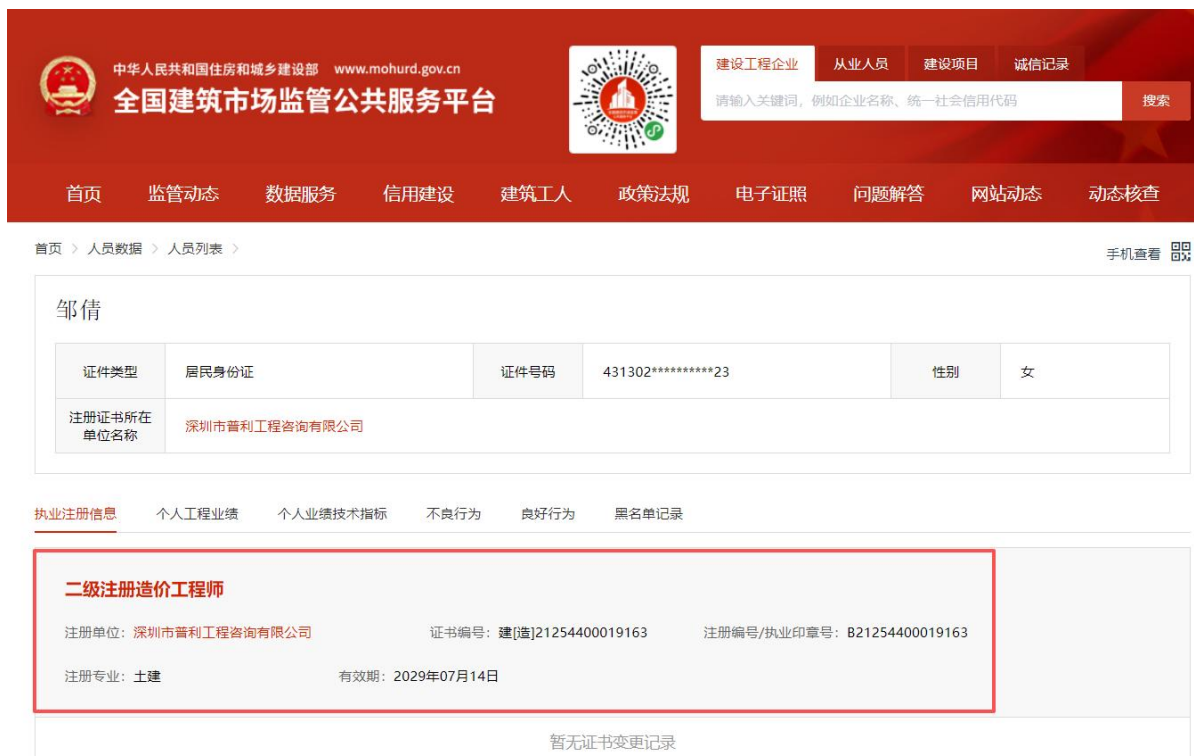 中华人民共和国住房和城乡建设部 www.mohurd.gov.cn
全国建筑市场监管公共服务平台
建设工程企业 从业人员 建设项目 诚信记录
请输入关键词，例如企业名称、统一社会信用代码 搜索
首页 监管动态 数据服务 信用建设 建筑工人 政策法规 电子证照 问题解答 网站动态 动态核查
首页 > 人员数据 > 人员列表 >
手机查看
邹倩
证件类型 居民身份证 证件号码 431302**********23 性别 女
注册证书所在单位名称 深圳市普利工程咨询有限公司
执业注册信息 个人工程业绩 个人业绩技术指标 不良行为 良好行为 黑名单记录
二级注册造价工程师
注册单位：深圳市普利工程咨询有限公司 证书编号：建[造]21254400019163 注册编号/执业印章号：B21254400019163
注册专业：土建 有效期：2029年07月14日
暂无证书变更记录